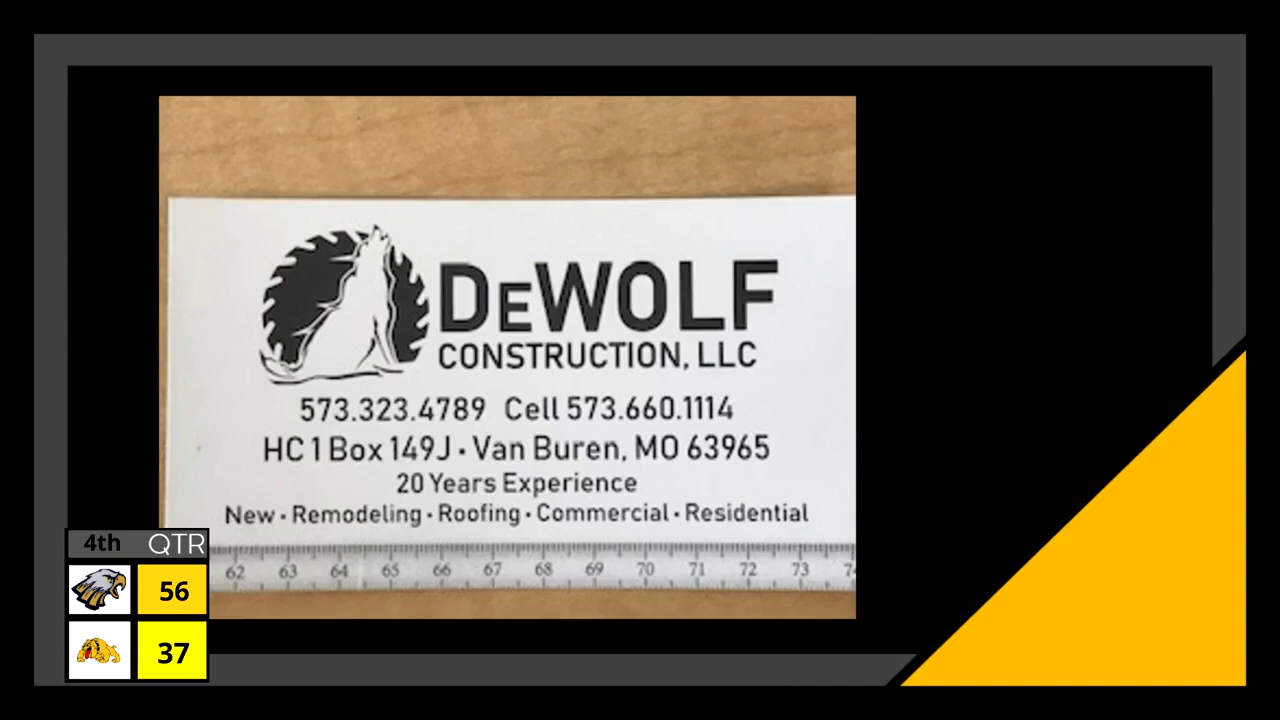 DeWOLF
CONSTRUCTION, LLC
573.323.4789 Cell 573.660.1114
HC 1 Box 149J · Van Buren, MO 63965
20 Years Experience
New · Remodeling · Roofing · Commercial · Residential
62 63 64 65 66 67 68 69 70 71 72 73 74
4th QTR
56
37